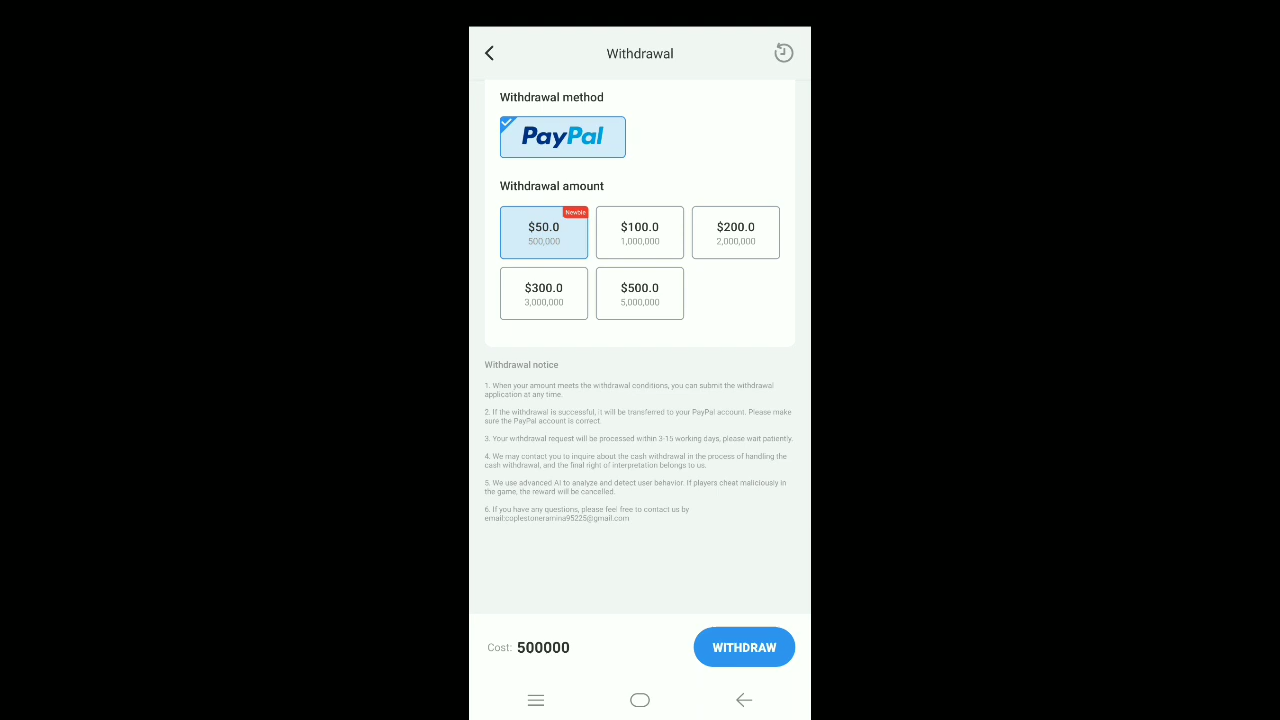 Withdrawal
Withdrawal method
PayPal
Withdrawal amount
Newbie
$50.0
500,000
$100.0
1,000,000
$200.0
2,000,000
$300.0
3,000,000
$500.0
5,000,000
Withdrawal notice
1. When your amount meets the withdrawal conditions, you can submit the withdrawal
application at any time.
2. If the withdrawal is successful, it will be transferred to your PayPal account. Please make
sure the PayPal account is correct.
3. Your withdrawal request will be processed within 3-15 working days, please wait patiently.
4. We may contact you to inquire about the cash withdrawal in the process of handling the
cash withdrawal, and the final right of interpretation belongs to us.
5. We use advanced AI to analyze and detect user behavior. If players cheat maliciously in
the game, the reward will be cancelled.
6. If you have any questions, please feel free to contact us by
email:coplestoneramina95225@gmail.com
Cost: 500000
WITHDRAW